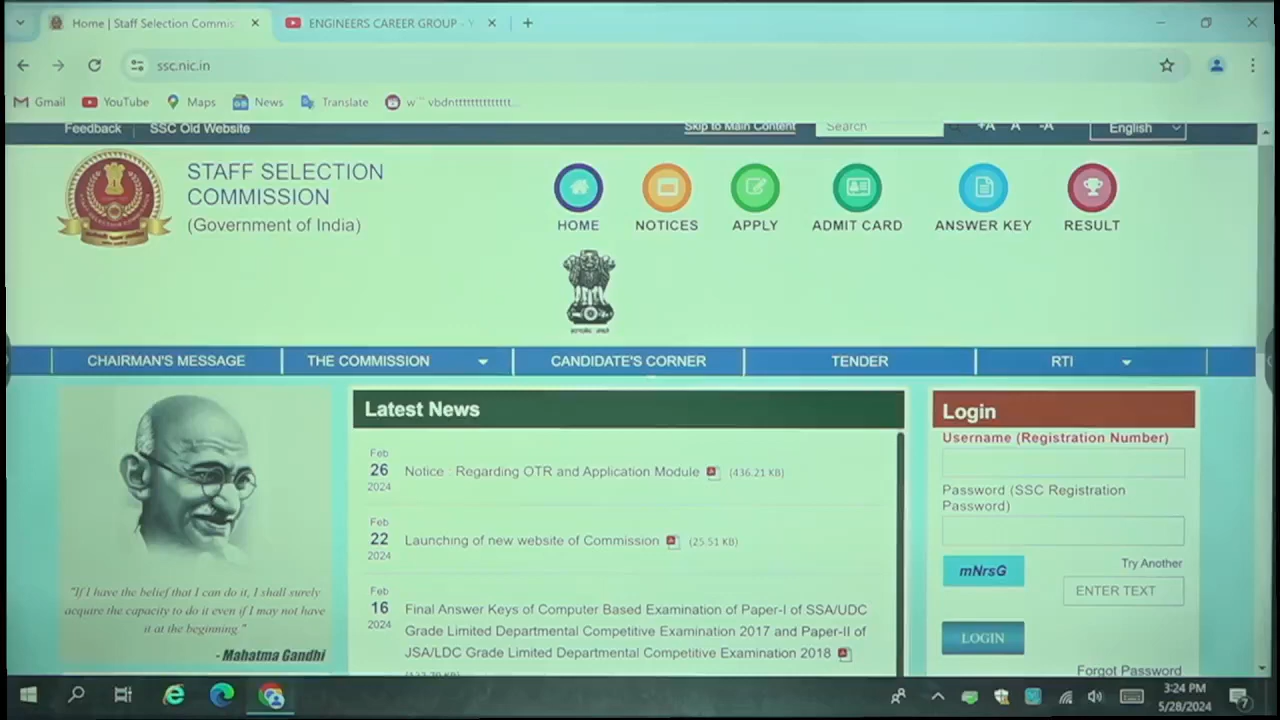 Home | Staff Selection Commis
ENGINEERS CAREER GROUP - Y
ssc.nic.in
Gmail
YouTube
Maps
News
Translate
Feedback
SSC Old Website
Skip to Main Content
Search
+A A -A
English
STAFF SELECTION
COMMISSION
(Government of India)
HOME
NOTICES
APPLY
ADMIT CARD
ANSWER KEY
RESULT
CHAIRMAN'S MESSAGE
THE COMMISSION
CANDIDATE'S CORNER
TENDER
RTI
"If I have the belief that I can do it, I shall surely
acquire the capacity to do it even if I may not have
it at the beginning."
- Mahatma Gandhi
Latest News
Feb
26
2024
Notice : Regarding OTR and Application Module (436.21 KB)
Feb
22
2024
Launching of new website of Commission (25.51 KB)
Feb
16
2024
Final Answer Keys of Computer Based Examination of Paper-I of SSA/UDC
Grade Limited Departmental Competitive Examination 2017 and Paper-II of
JSA/LDC Grade Limited Departmental Competitive Examination 2018
Login
Username (Registration Number)
Password (SSC Registration
Password)
mNrsG
Try Another
ENTER TEXT
LOGIN
Forgot Password
3:24 PM
5/28/2024
7